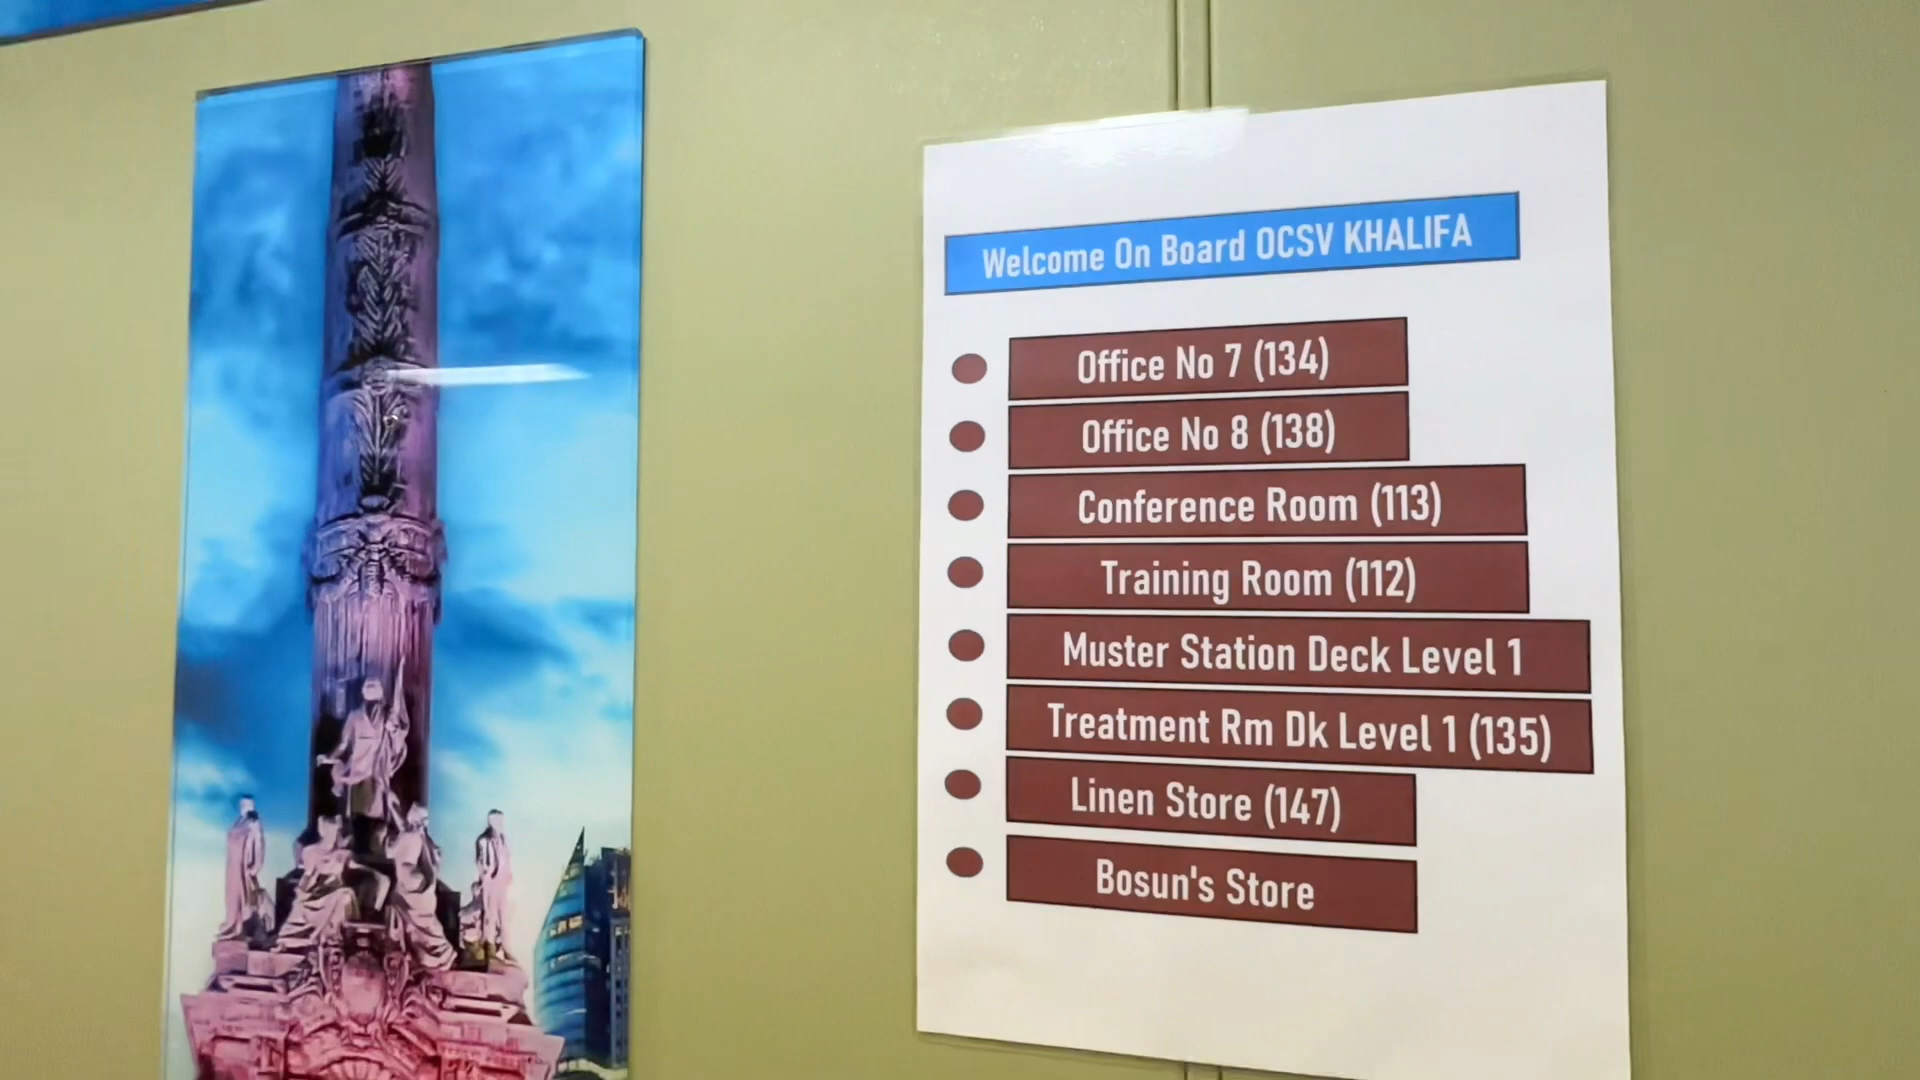 Welcome On Board OCSV KHALIFA
Office No 7 (134)
Office No 8 (138)
Conference Room (113)
Training Room (112)
Muster Station Deck Level 1
Treatment Rm Dk Level 1 (135)
Linen Store (147)
Bosun's Store